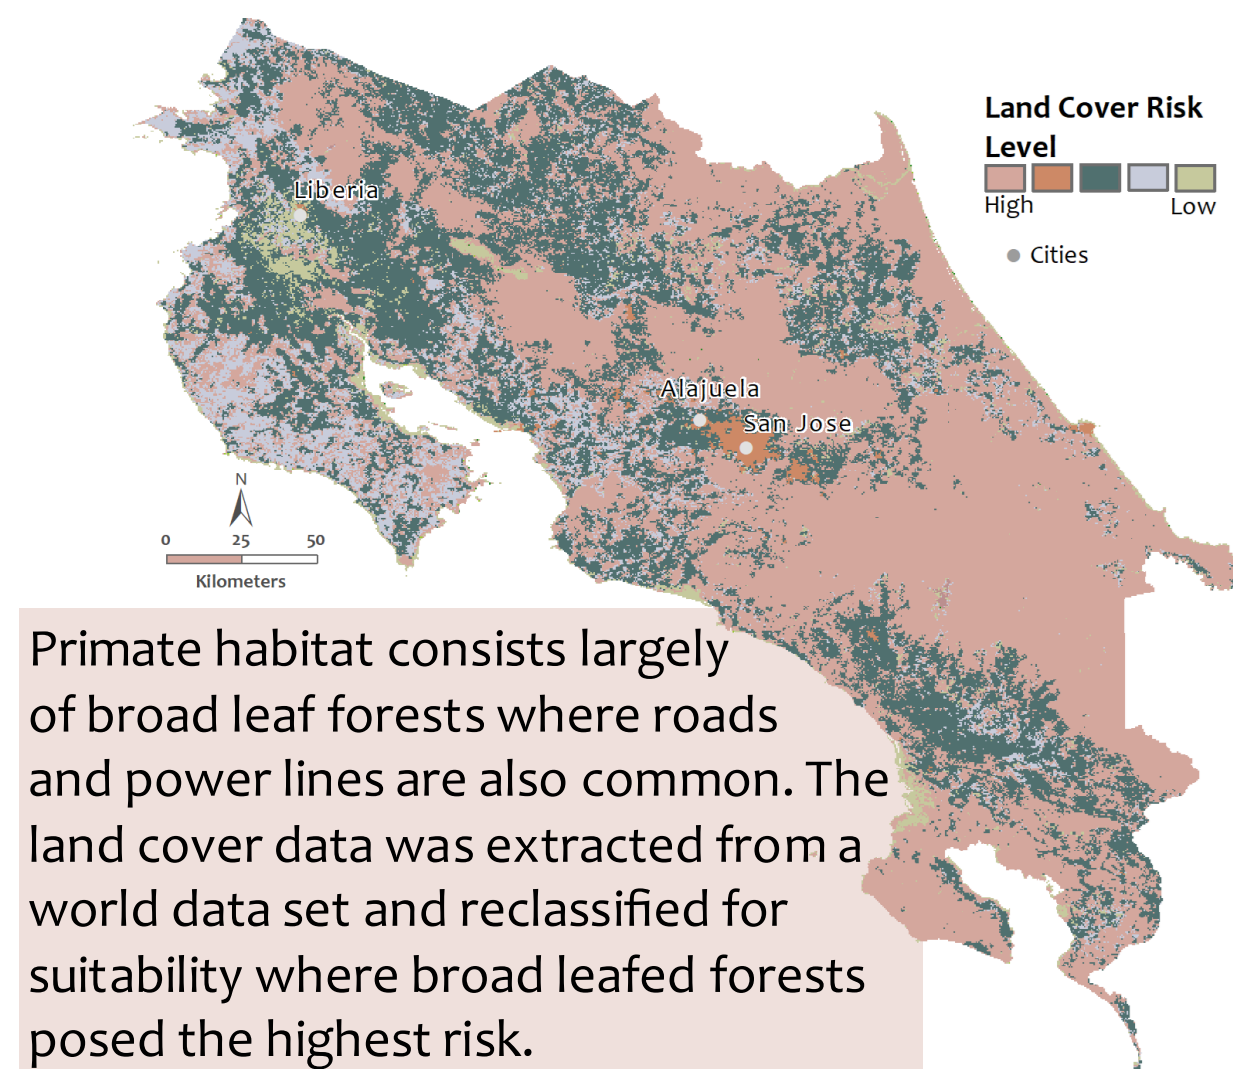 Land Cover Risk
Level
High
Low
Cities
Liberia
Alajuela
San Jose
N
0 25 50
Kilometers
Primate habitat consists largely
of broad leaf forests where roads
and power lines are also common. The
land cover data was extracted from a
world data set and reclassified for
suitability where broad leafed forests
posed the highest risk.